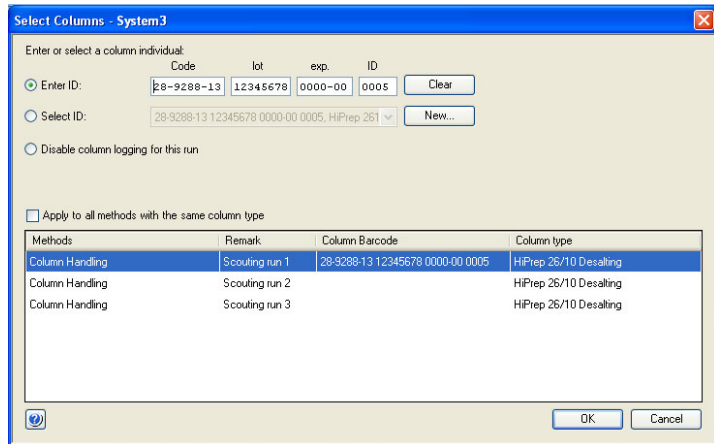 Select Columns - System3
Enter or select a column individual:
Code lot exp. ID
Enter ID: 28-9288-13 12345678 0000-00 0005 Clear
Select ID: 28-9288-13 12345678 0000-00 0005, HiPrep 261 New...
Disable column logging for this run
Apply to all methods with the same column type
Methods Remark Column Barcode Column type
Column Handling Scouting run 1 28-9288-13 12345678 0000-00 0005 HiPrep 26/10 Desalting
Column Handling Scouting run 2 HiPrep 26/10 Desalting
Column Handling Scouting run 3 HiPrep 26/10 Desalting
? OK Cancel